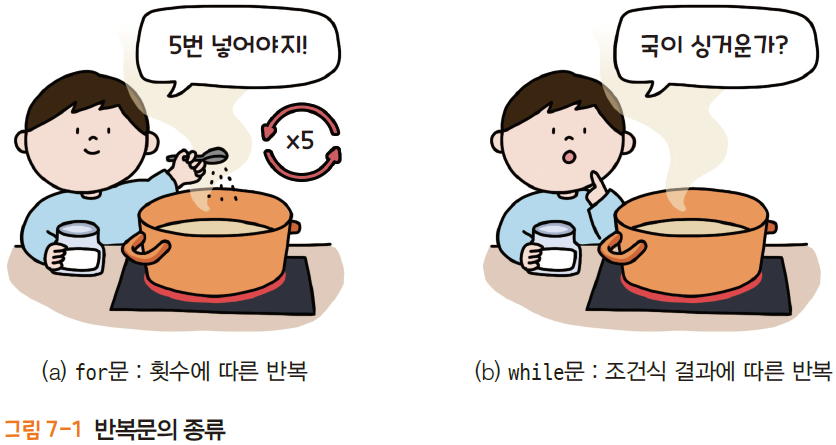 5번 넣어야지!
x5
국이 싱거운가?
(a) for문 : 횟수에 따른 반복
(b) while문 : 조건식 결과에 따른 반복
그림 7-1 반복문의 종류